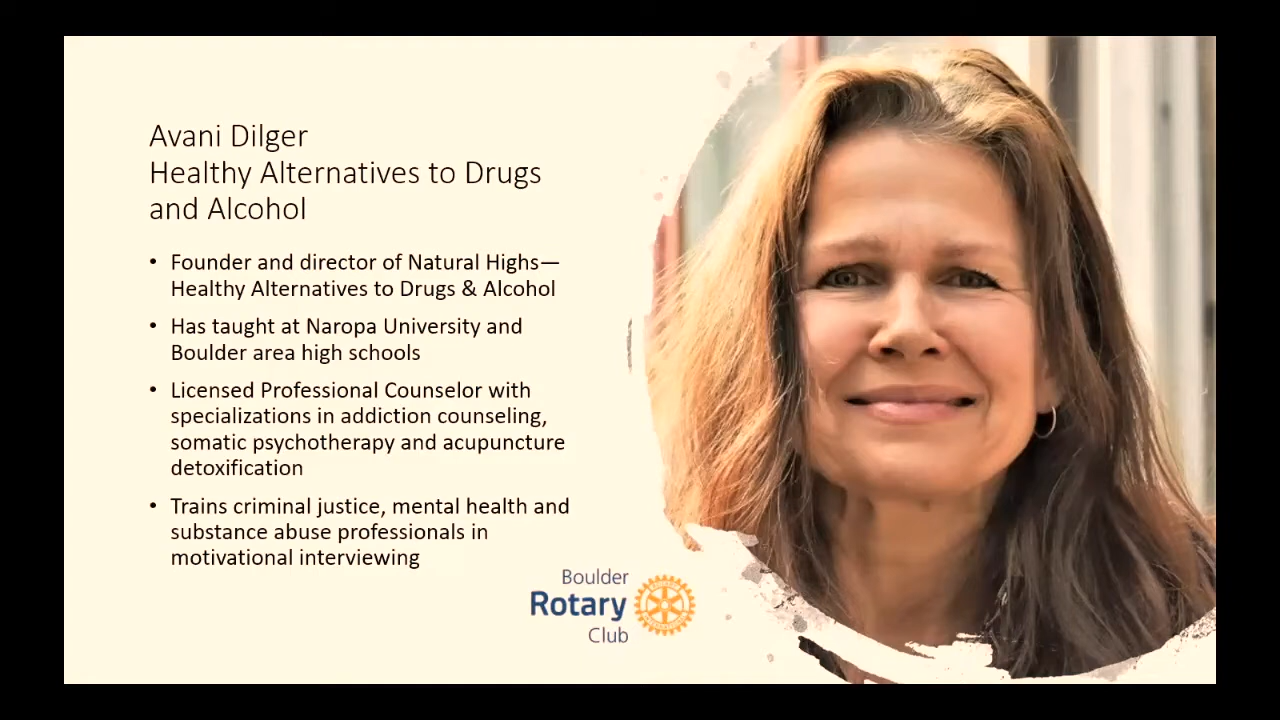 Avani Dilger
Healthy Alternatives to Drugs
and Alcohol
• Founder and director of Natural Highs—
Healthy Alternatives to Drugs & Alcohol
• Has taught at Naropa University and
Boulder area high schools
• Licensed Professional Counselor with
specializations in addiction counseling,
somatic psychotherapy and acupuncture
detoxification
• Trains criminal justice, mental health and
substance abuse professionals in
motivational interviewing
Boulder
Rotary
Club